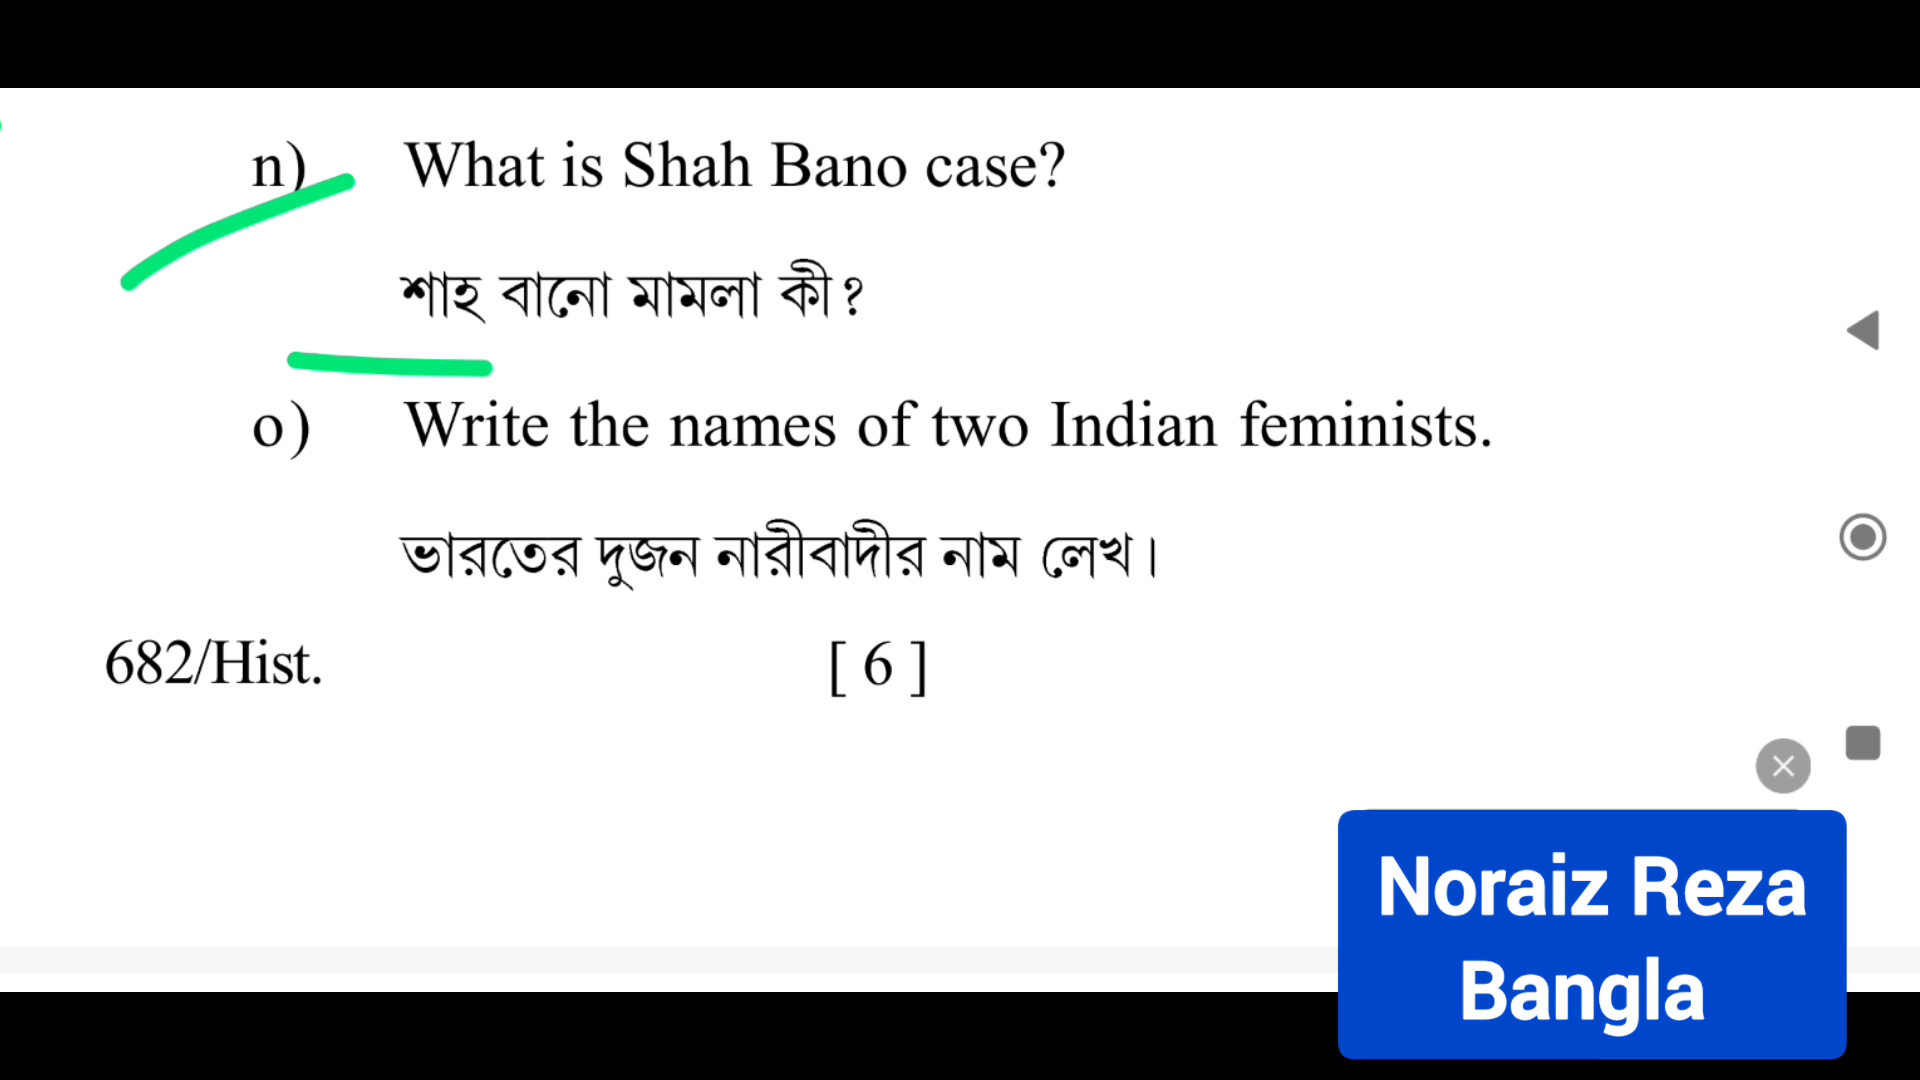 n) What is Shah Bano case?
শাহ বানো মামলা কী?
o) Write the names of two Indian feminists.
ভারতের দুজন নারীবাদীর নাম লেখ।
682/Hist. [ 6 ]
Noraiz Reza
Bangla